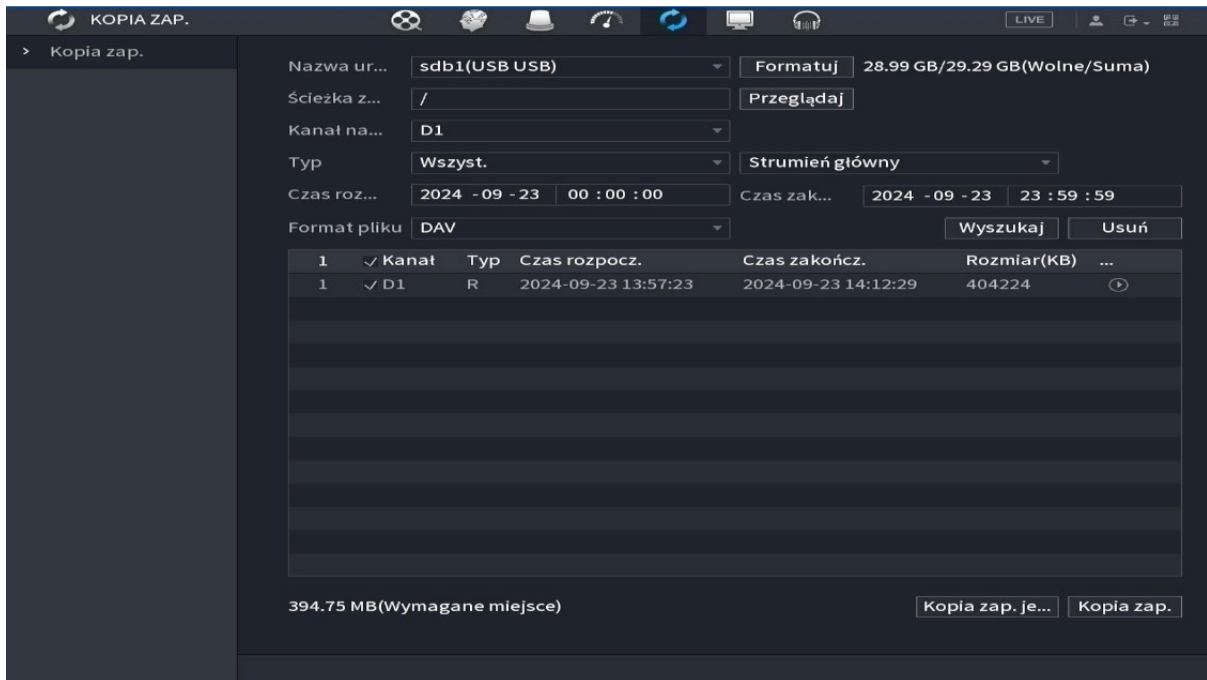 KOPIA ZAP. LIVE
> Kopia zap.
Nazwa ur... sdb1(USB USB) Formatuj 28.99 GB/29.29 GB(Wolne/Suma)
Ścieżka z... / Przeglądaj
Kanał na... D1
Typ Wszyst. Strumień główny
Czas roz... 2024 - 09 - 23 00 : 00 : 00 Czas zak... 2024 - 09 - 23 23 : 59 : 59
Format pliku DAV Wyszukaj Usuń
1 Kanał Typ Czas rozpocz. Czas zakończ. Rozmiar(KB) ...
1 D1 R 2024-09-23 13:57:23 2024-09-23 14:12:29 404224
394.75 MB(Wymagane miejsce) Kopia zap. je... Kopia zap.